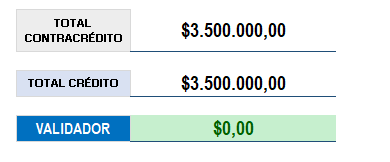 TOTAL
CONTRACRÉDITO
$3.500.000,00
TOTAL CRÉDITO
$3.500.000,00
VALIDADOR
$0,00